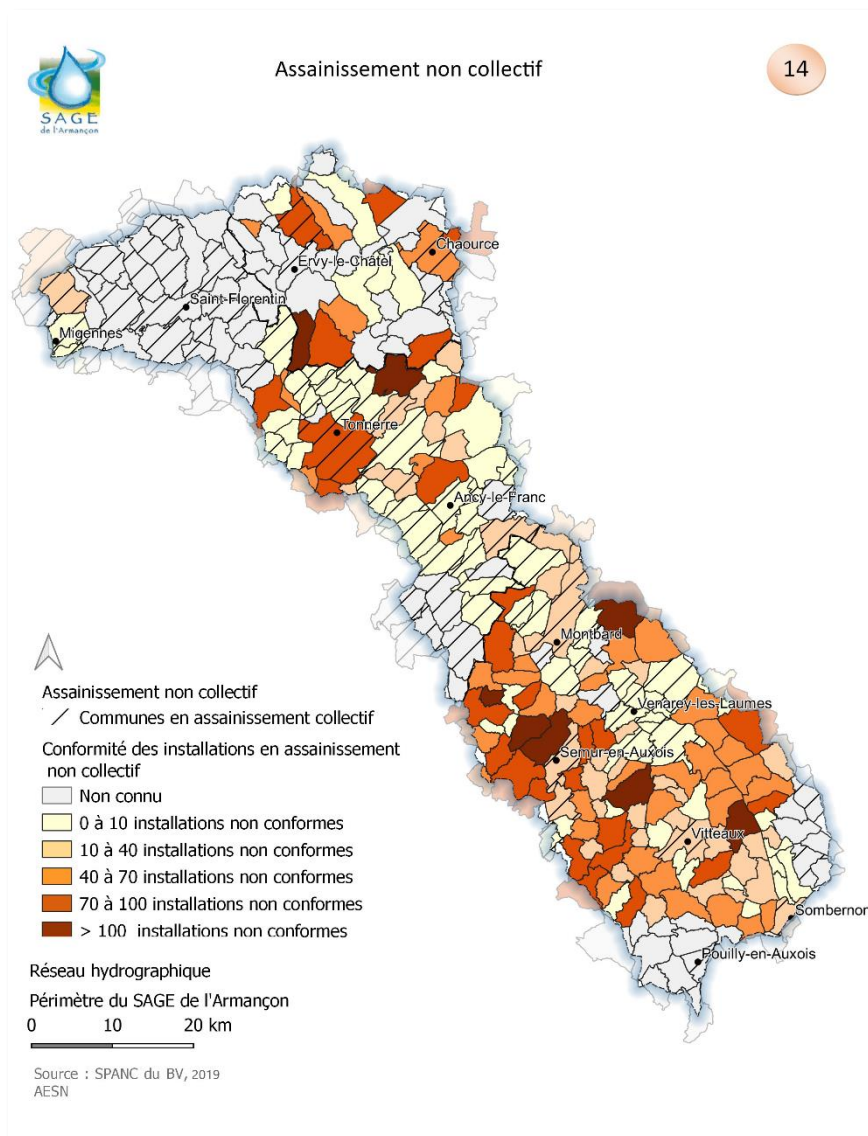 SAGE
de l'Armançon
Assainissement non collectif
14
Chaource
Ervy-le-Châtel
Saint-Florentin
Migennes
Tonnerre
Ancy-le-Franc
Montbard
Venarey-les-Laumes
Semur-en-Auxois
Vitteaux
Sombernon
Pouilly-en-Auxois
Assainissement non collectif
Communes en assainissement collectif
Conformité des installations en assainissement
non collectif
Non connu
0 à 10 installations non conformes
10 à 40 installations non conformes
40 à 70 installations non conformes
70 à 100 installations non conformes
> 100 installations non conformes
Réseau hydrographique
Périmètre du SAGE de l'Armançon
0 10 20 km
Source : SPANC du BV, 2019
AESN